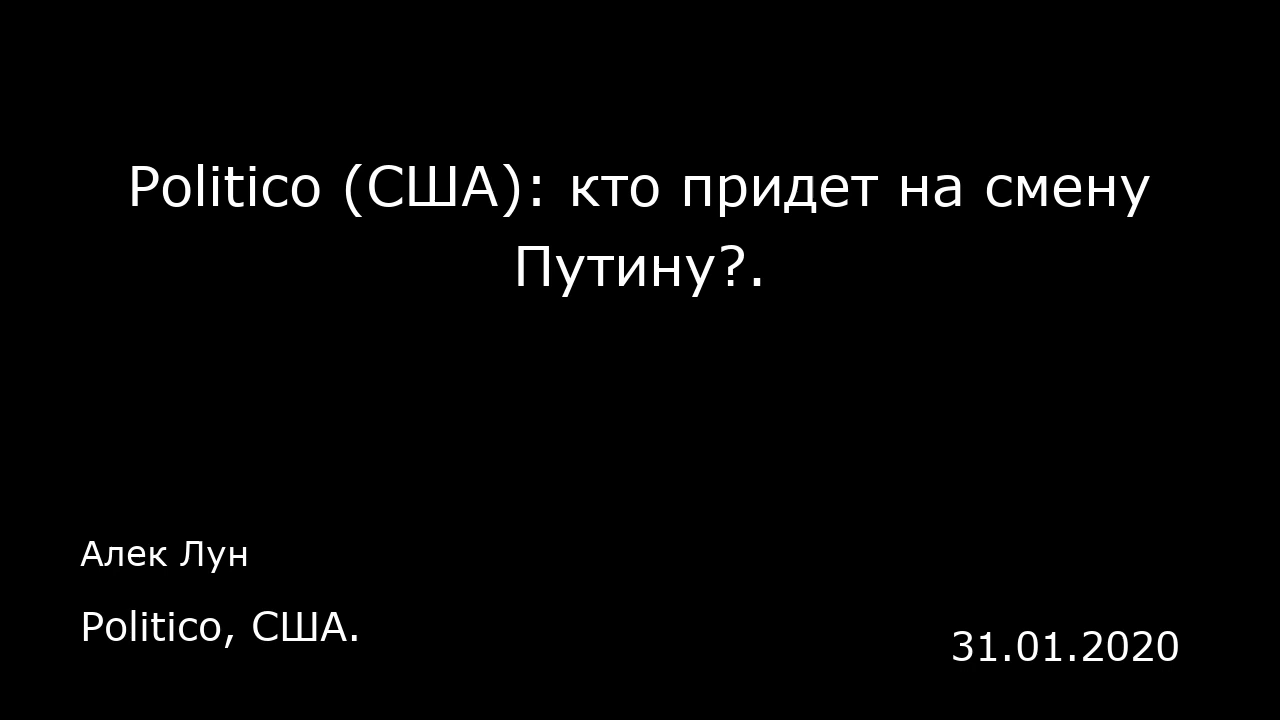 Politico (США): кто придет на смену
Путину?.
Алек Лун
Politico, США.
31.01.2020